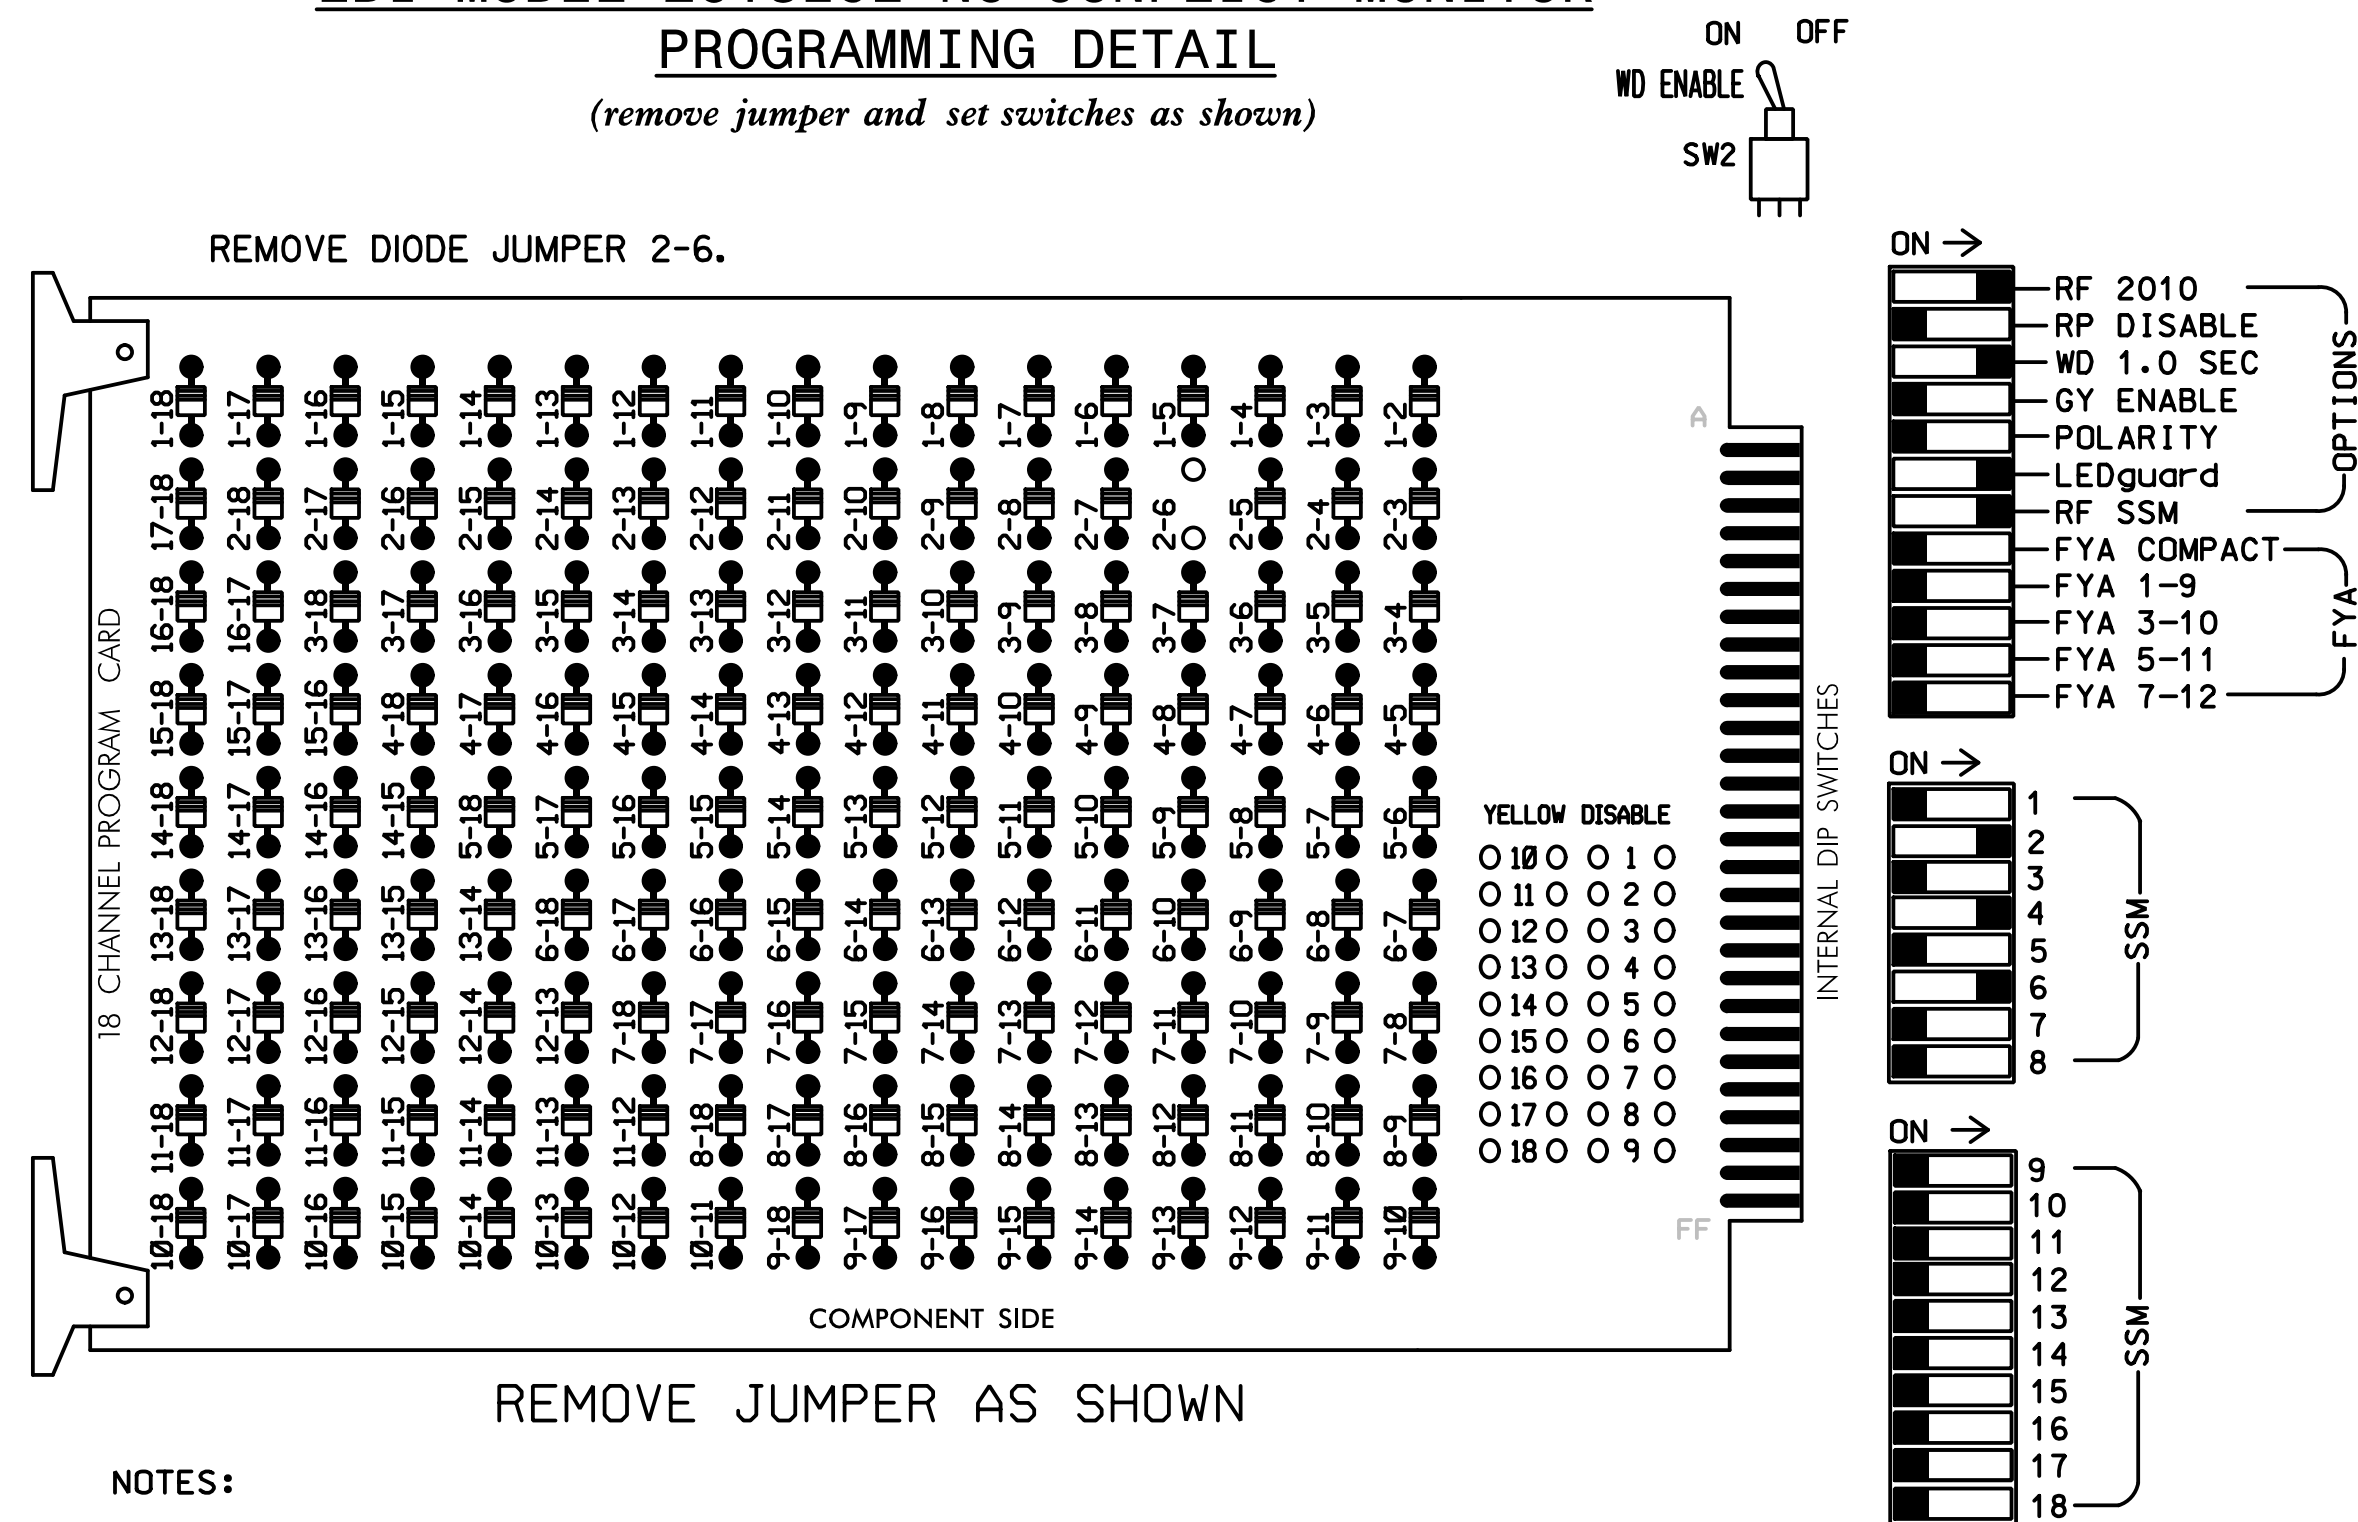 EDI MODEL 2018ECL-NC CONFLICT MONITOR
PROGRAMMING DETAIL
(remove jumper and set switches as shown)
ON OFF
WD ENABLE
SW2
REMOVE DIODE JUMPER 2-6.
18 CHANNEL PROGRAM CARD
1-18 1-17 1-16 1-15 1-14 1-13 1-12 1-11 1-10 1-9 1-8 1-7 1-6 1-5 1-4 1-3 1-2
17-18 2-18 2-17 2-16 2-15 2-14 2-13 2-12 2-11 2-10 2-9 2-8 2-7 2-6 2-5 2-4 2-3
16-18 16-17 3-18 3-17 3-16 3-15 3-14 3-13 3-12 3-11 3-10 3-9 3-8 3-7 3-6 3-5 3-4
15-18 15-17 15-16 4-18 4-17 4-16 4-15 4-14 4-13 4-12 4-11 4-10 4-9 4-8 4-7 4-6 4-5
14-18 14-17 14-16 14-15 5-18 5-17 5-16 5-15 5-14 5-13 5-12 5-11 5-10 5-9 5-8 5-7 5-6
13-18 13-17 13-16 13-15 13-14 6-18 6-17 6-16 6-15 6-14 6-13 6-12 6-11 6-10 6-9 6-8 6-7
12-18 12-17 12-16 12-15 12-14 12-13 7-18 7-17 7-16 7-15 7-14 7-13 7-12 7-11 7-10 7-9 7-8
11-18 11-17 11-16 11-15 11-14 11-13 11-12 8-18 8-17 8-16 8-15 8-14 8-13 8-12 8-11 8-10 8-9
10-18 10-17 10-16 10-15 10-14 10-13 10-12 10-11 9-18 9-17 9-16 9-15 9-14 9-13 9-12 9-11 9-10
A
YELLOW DISABLE
10 1
11 2
12 3
13 4
14 5
15 6
16 7
17 8
18 9
FF
COMPONENT SIDE
INTERNAL DIP SWITCHES
ON →
RF 2010
RP DISABLE
WD 1.0 SEC
GY ENABLE
POLARITY
LEDguard
RF SSM
OPTIONS
FYA COMPACT
FYA 1-9
FYA 3-10
FYA 5-11
FYA 7-12
FYA
ON →
1
2
3
4
5
6
7
8
SSM
ON →
9
10
11
12
13
14
15
16
17
18
SSM
REMOVE JUMPER AS SHOWN
NOTES: